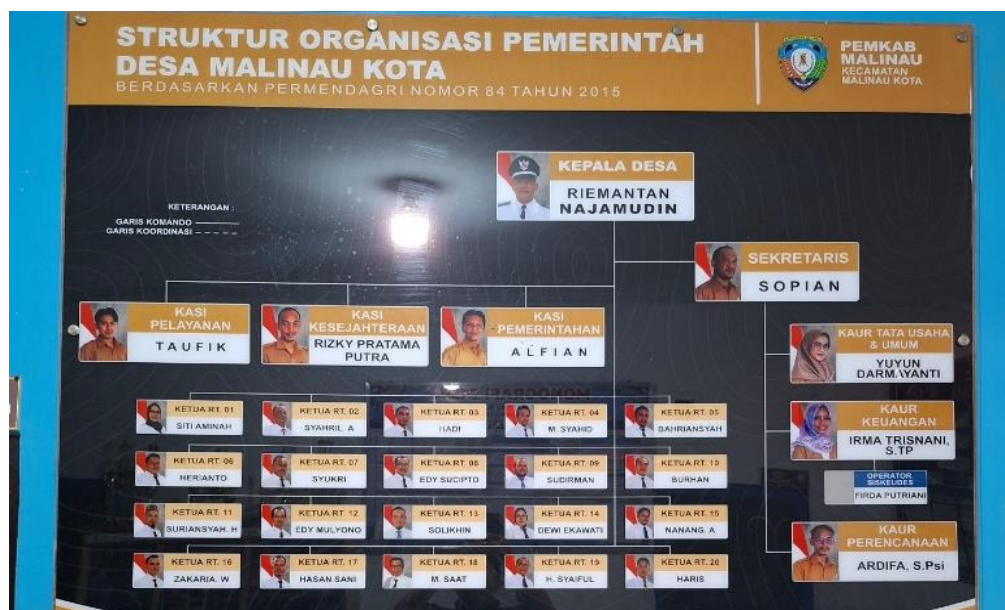 STRUKTUR ORGANISASI PEMERINTAH
DESA MALINAU KOTA
BERDASARKAN PERMENDAGRI NOMOR 84 TAHUN 2015
PEMKAB
MALINAU
KECAMATAN
MALINAU KOTA
KEPALA DESA
RIEMANTAN
NAJAMUDIN
KETERANGAN :
GARIS KOMANDO
GARIS KOORDINASI
SEKRETARIS
SOPIAN
KASI
PELAYANAN
TAUFIK
KASI
KESEJAHTERAAN
RIZKY PRATAMA
PUTRA
KASI
PEMERINTAHAN
ALFIAN
KAUR TATA USAHA
& UMUM
YUYUN
DARMAYANTI
KAUR
KEUANGAN
IRMA TRISNANI,
S.TP
OPERATOR
SISKEUDES
FIRDA PUTRIANI
KAUR
PERENCANAAN
ARDIFA, S.Psi
KETUA RT. 01
SITI AMINAH
KETUA RT. 02
SYAHRIL. A
KETUA RT. 03
HADI
KETUA RT. 04
M. SYAHID
KETUA RT. 05
BAHRIANSYAH
KETUA RT. 06
HERIANTO
KETUA RT. 07
SYUKRI
KETUA RT. 08
EDY SUCIPTO
KETUA RT. 09
SUDIRMAN
KETUA RT. 10
BURHAN
KETUA RT. 11
SURIANSYAH. H
KETUA RT. 12
EDY MULYONO
KETUA RT. 13
SOLIKHIN
KETUA RT. 14
DEWI EKAWATI
KETUA RT. 15
NANANG. A
KETUA RT. 16
ZAKARIA. W
KETUA RT. 17
HASAN SANI
KETUA RT. 18
M. SAAT
KETUA RT. 19
H. SYAIFUL
KETUA RT. 20
HARIS